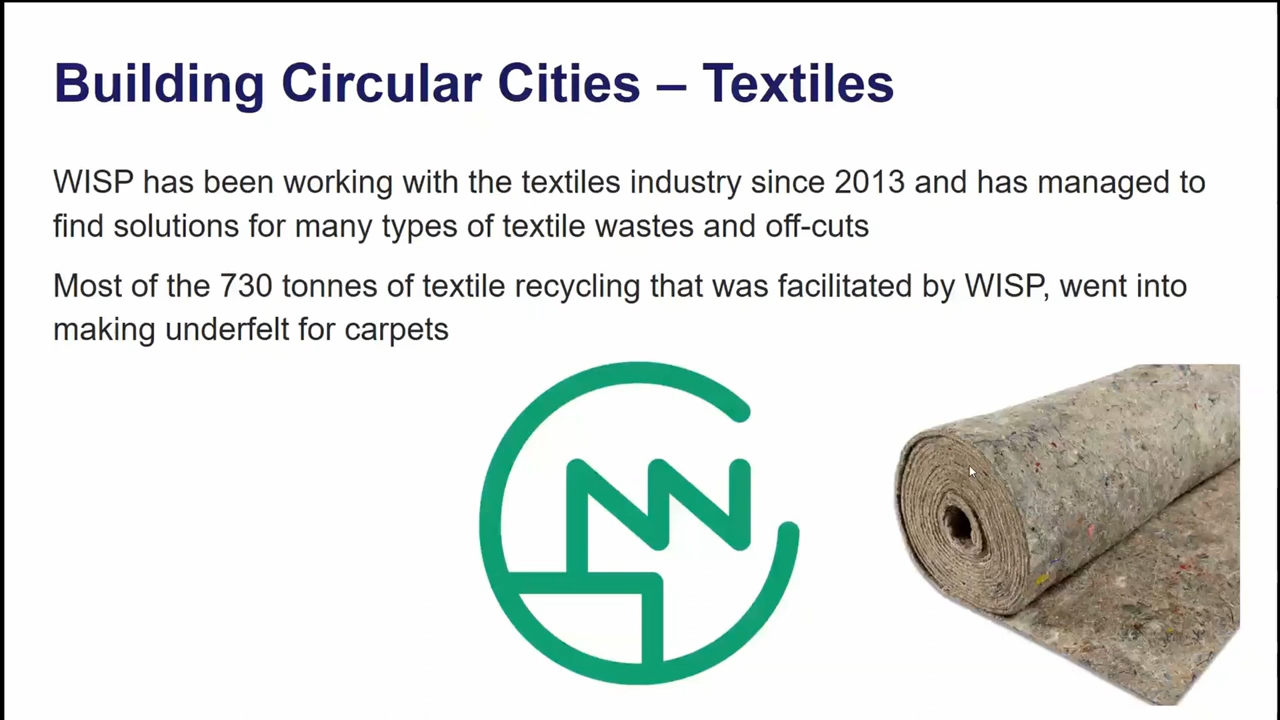 Building Circular Cities – Textiles
WISP has been working with the textiles industry since 2013 and has managed to
find solutions for many types of textile wastes and off-cuts
Most of the 730 tonnes of textile recycling that was facilitated by WISP, went into
making underfelt for carpets